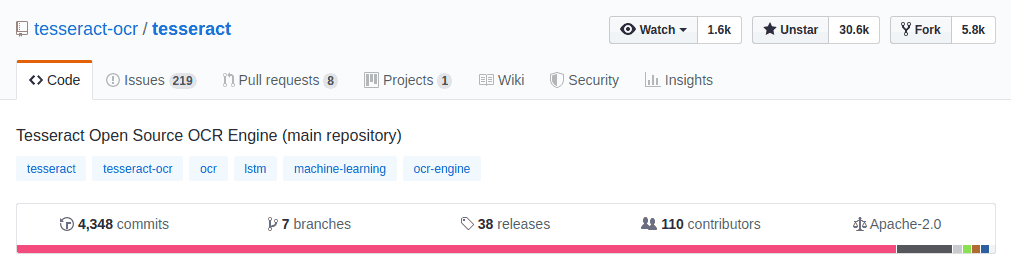 tesseract-ocr / tesseract Watch 1.6k Unstar 30.6k Fork 5.8k
Code Issues 219 Pull requests 8 Projects 1 Wiki Security Insights
Tesseract Open Source OCR Engine (main repository)
tesseract tesseract-ocr ocr lstm machine-learning ocr-engine
4,348 commits 7 branches 38 releases 110 contributors Apache-2.0